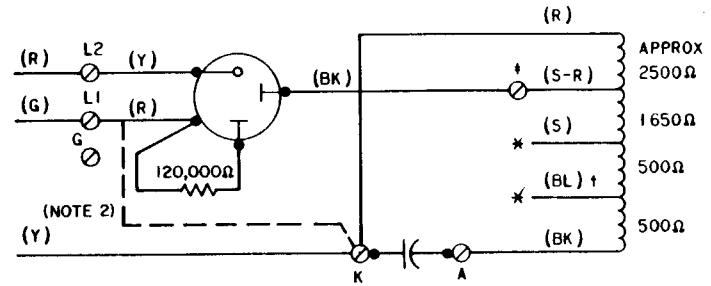 (R)
(R) L2 (Y)
APPROX
2500Ω
(BK)
‡
(S-R)
(G) L1 (R)
1650Ω
G
* (S)
120,000Ω
500Ω
* (BL) †
(NOTE 2)
500Ω
(Y)
(BK)
K
A